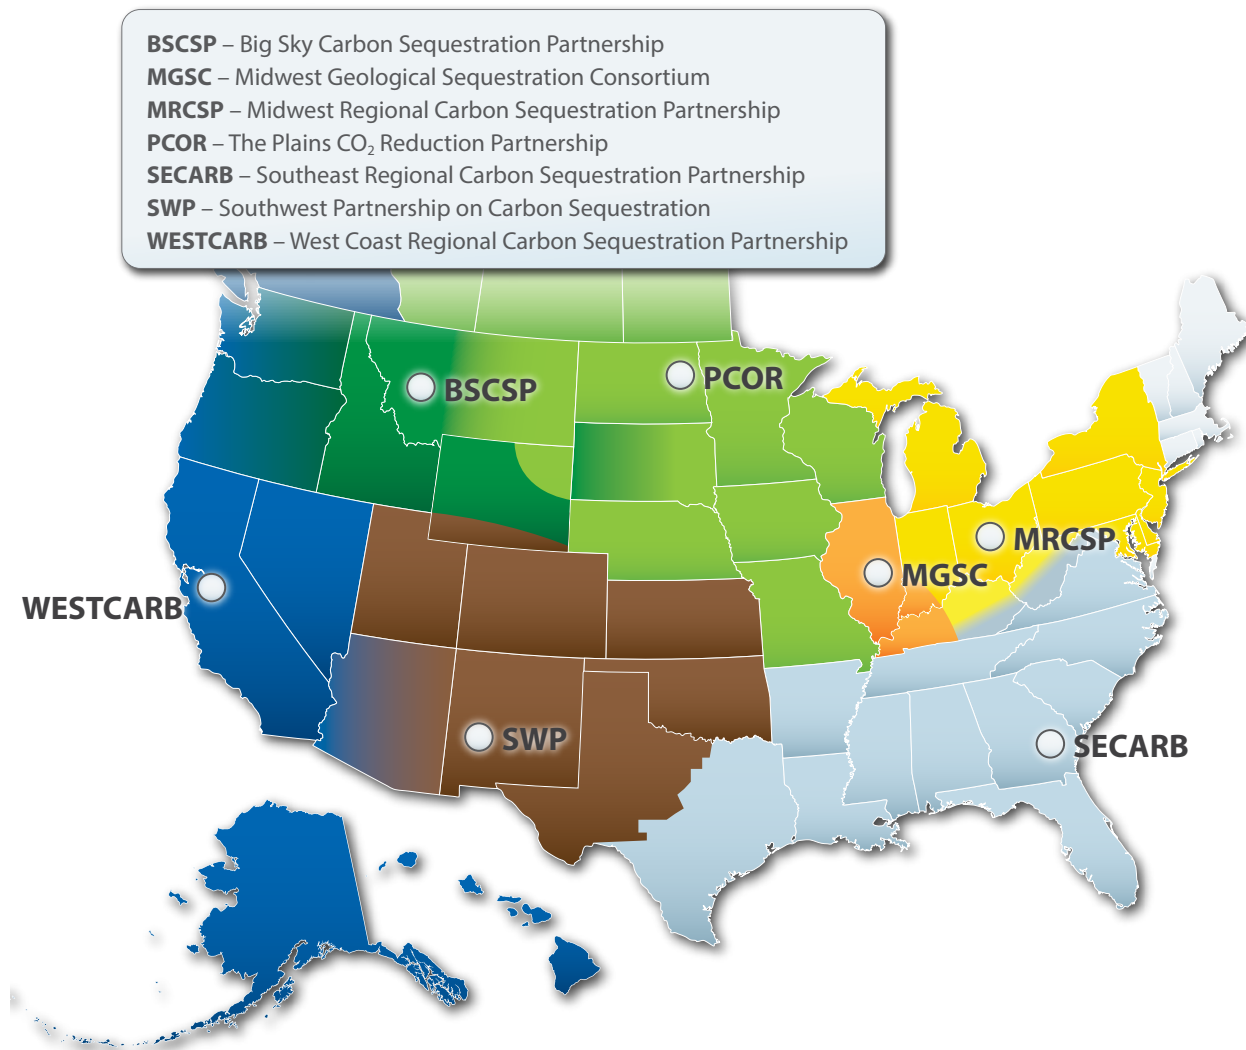 BSCSP – Big Sky Carbon Sequestration Partnership
MGSC – Midwest Geological Sequestration Consortium
MRCSP – Midwest Regional Carbon Sequestration Partnership
PCOR – The Plains CO₂ Reduction Partnership
SECARB – Southeast Regional Carbon Sequestration Partnership
SWP – Southwest Partnership on Carbon Sequestration
WESTCARB – West Coast Regional Carbon Sequestration Partnership
BSCSP
PCOR
MRCSP
MGSC
WESTCARB
SWP
SECARB